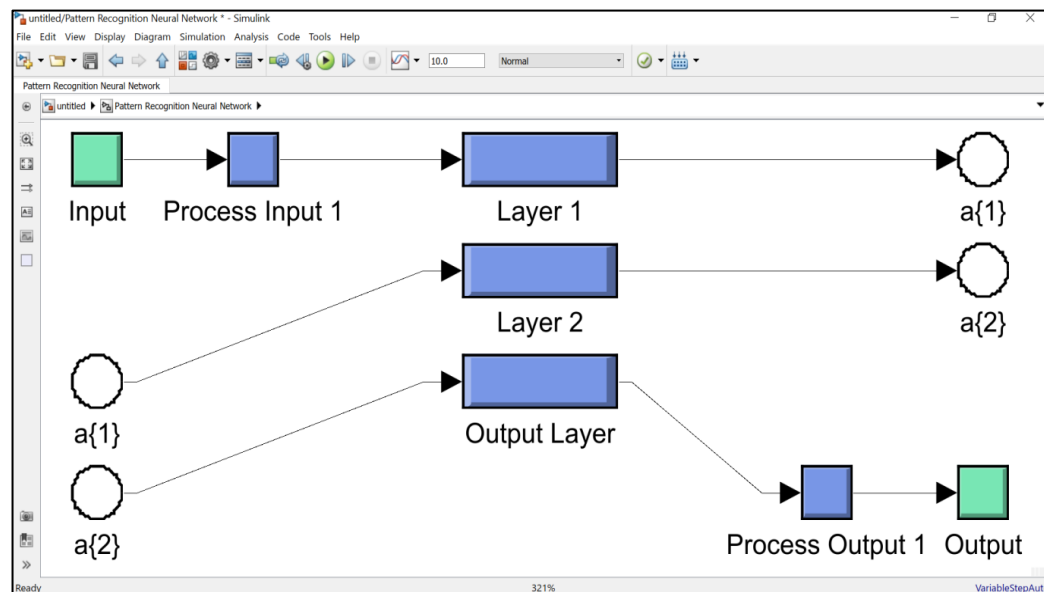 untitled/Pattern Recognition Neural Network * - Simulink
File Edit View Display Diagram Simulation Analysis Code Tools Help
10.0 Normal
Pattern Recognition Neural Network
untitled Pattern Recognition Neural Network
Input Process Input 1 Layer 1 a{1}
Layer 2 a{2}
a{1} Output Layer
a{2} Process Output 1 Output
Ready 321% VariableStepAut